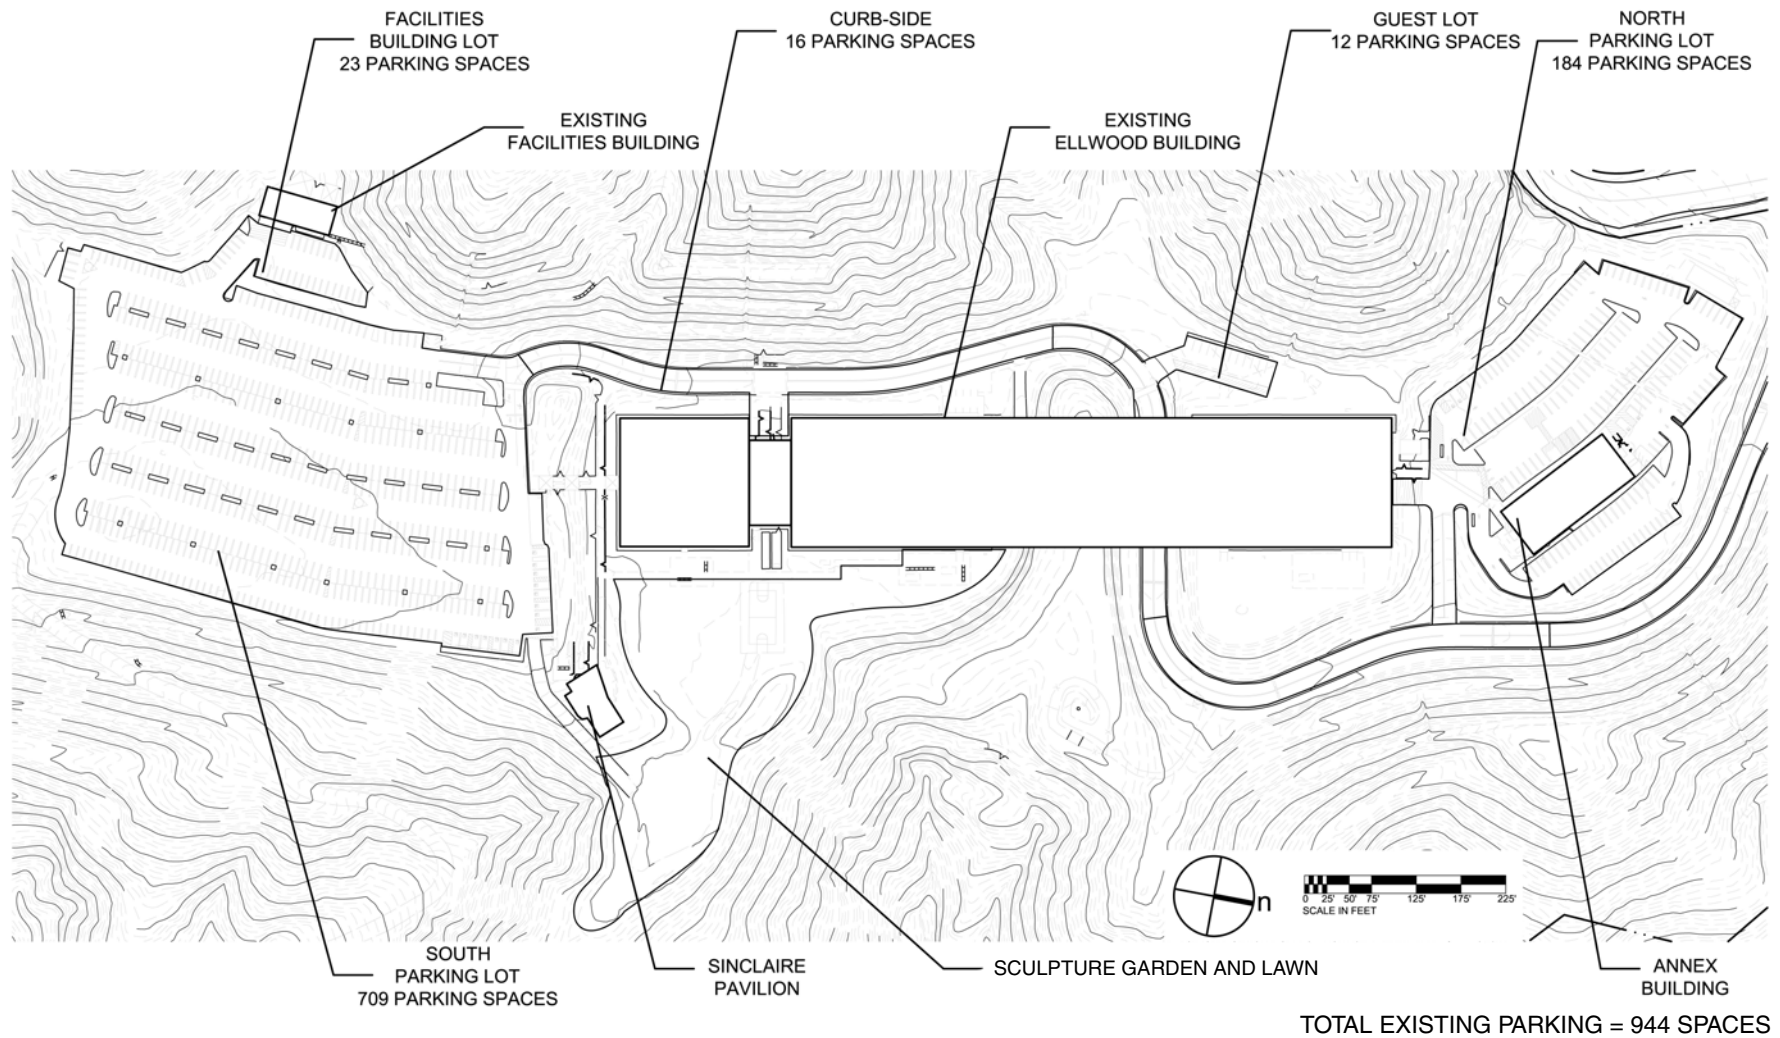 FACILITIES
BUILDING LOT
23 PARKING SPACES
CURB-SIDE
16 PARKING SPACES
GUEST LOT
12 PARKING SPACES
NORTH
PARKING LOT
184 PARKING SPACES
EXISTING
FACILITIES BUILDING
EXISTING
ELLWOOD BUILDING
n
0 25' 50' 75' 125' 175' 225'
SCALE IN FEET
SOUTH
PARKING LOT
709 PARKING SPACES
SINCLAIRE
PAVILION
SCULPTURE GARDEN AND LAWN
ANNEX
BUILDING
TOTAL EXISTING PARKING = 944 SPACES